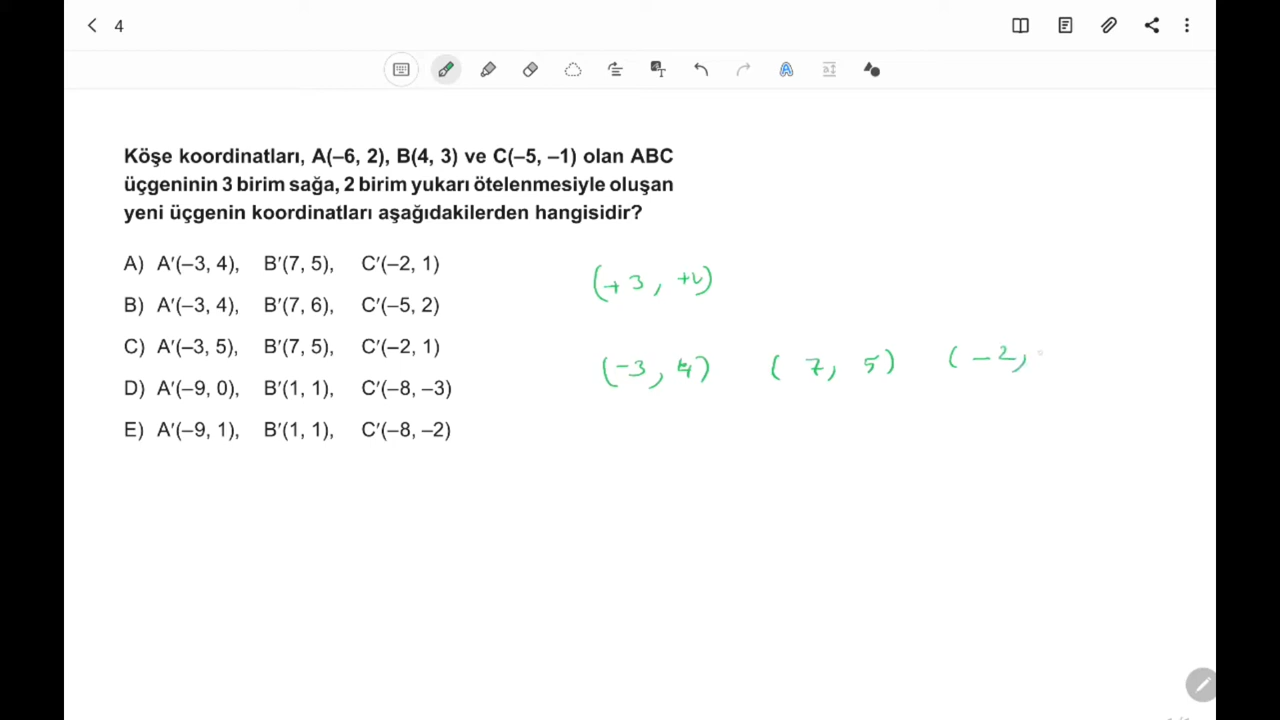 4
Köşe koordinatları, A(–6, 2), B(4, 3) ve C(–5, –1) olan ABC
üçgeninin 3 birim sağa, 2 birim yukarı ötelenmesiyle oluşan
yeni üçgenin koordinatları aşağıdakilerden hangisidir?
A) A′(–3, 4), B′(7, 5), C′(–2, 1)
(+3, +2)
B) A′(–3, 4), B′(7, 6), C′(–5, 2)
C) A′(–3, 5), B′(7, 5), C′(–2, 1)
(-3, 4) (7, 5) (-2,
D) A′(–9, 0), B′(1, 1), C′(–8, –3)
E) A′(–9, 1), B′(1, 1), C′(–8, –2)